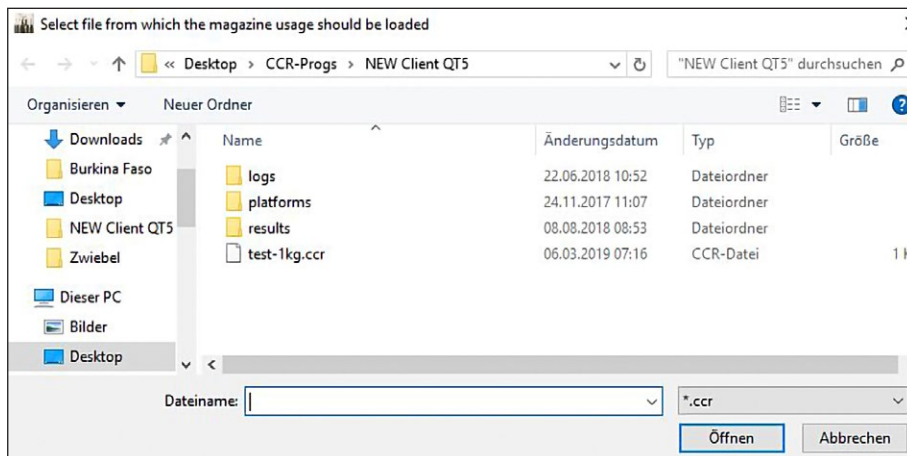 Select file from which the magazine usage should be loaded
« Desktop › CCR-Progs › NEW Client QT5
"NEW Client QT5" durchsuchen
Organisieren
Neuer Ordner
Name
Änderungsdatum
Typ
Größe
Downloads
Burkina Faso
Desktop
NEW Client QT5
Zwiebel
Dieser PC
Bilder
Desktop
logs 22.06.2018 10:52 Dateiordner
platforms 24.11.2017 11:07 Dateiordner
results 08.08.2018 08:53 Dateiordner
test-1kg.ccr 06.03.2019 07:16 CCR-Datei 1
Dateiname:
*.ccr
Öffnen
Abbrechen